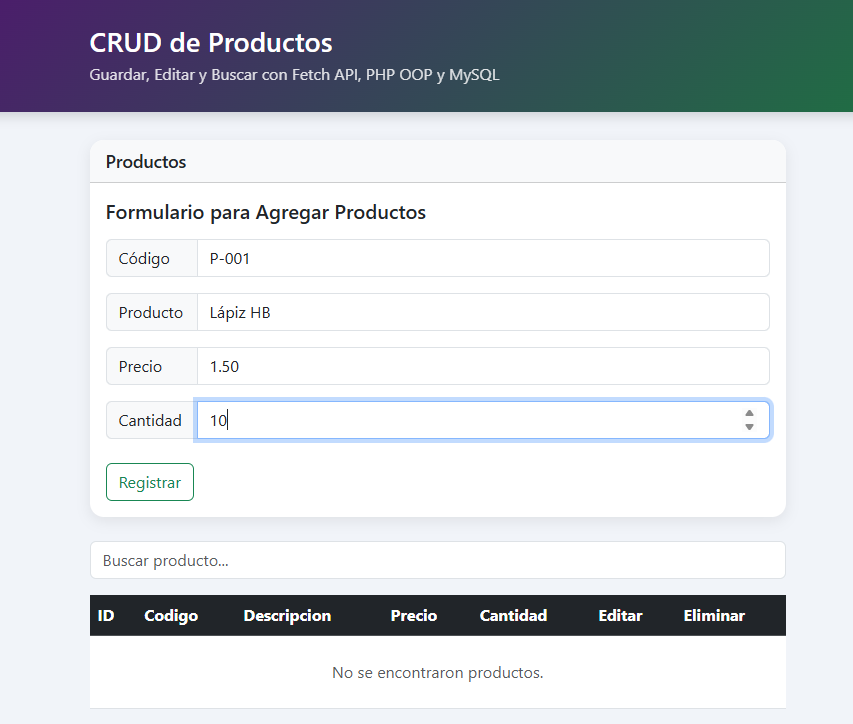 CRUD de Productos
Guardar, Editar y Buscar con Fetch API, PHP OOP y MySQL
Productos
Formulario para Agregar Productos
Código P-001
Producto Lápiz HB
Precio 1.50
Cantidad 10
Registrar
Buscar producto...
ID Codigo Descripcion Precio Cantidad Editar Eliminar
No se encontraron productos.